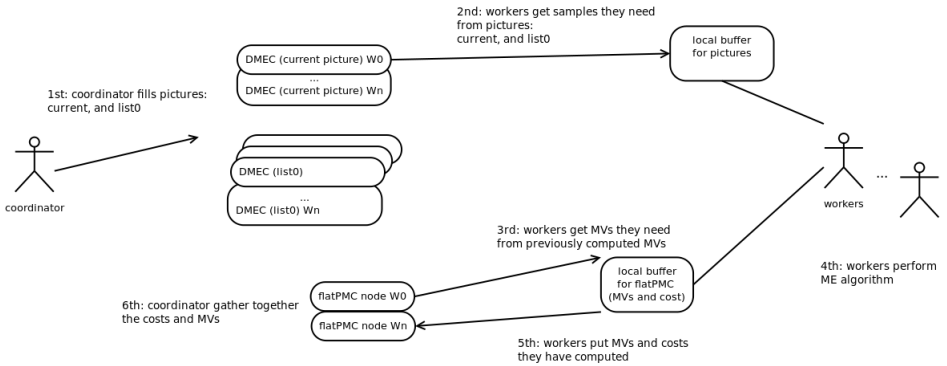 2nd: workers get samples they need
from pictures:
current, and list0
local buffer
for pictures
DMEC (current picture) W0
...
DMEC (current picture) Wn
1st: coordinator fills pictures:
current, and list0
DMEC (list0)
...
DMEC (list0) Wn
coordinator
workers
...
3rd: workers get MVs they need
from previously computed MVs
local buffer
for flatPMC
(MVs and cost)
4th: workers perform
ME algorithm
6th: coordinator gather together
the costs and MVs
flatPMC node W0
flatPMC node Wn
5th: workers put MVs and costs
they have computed